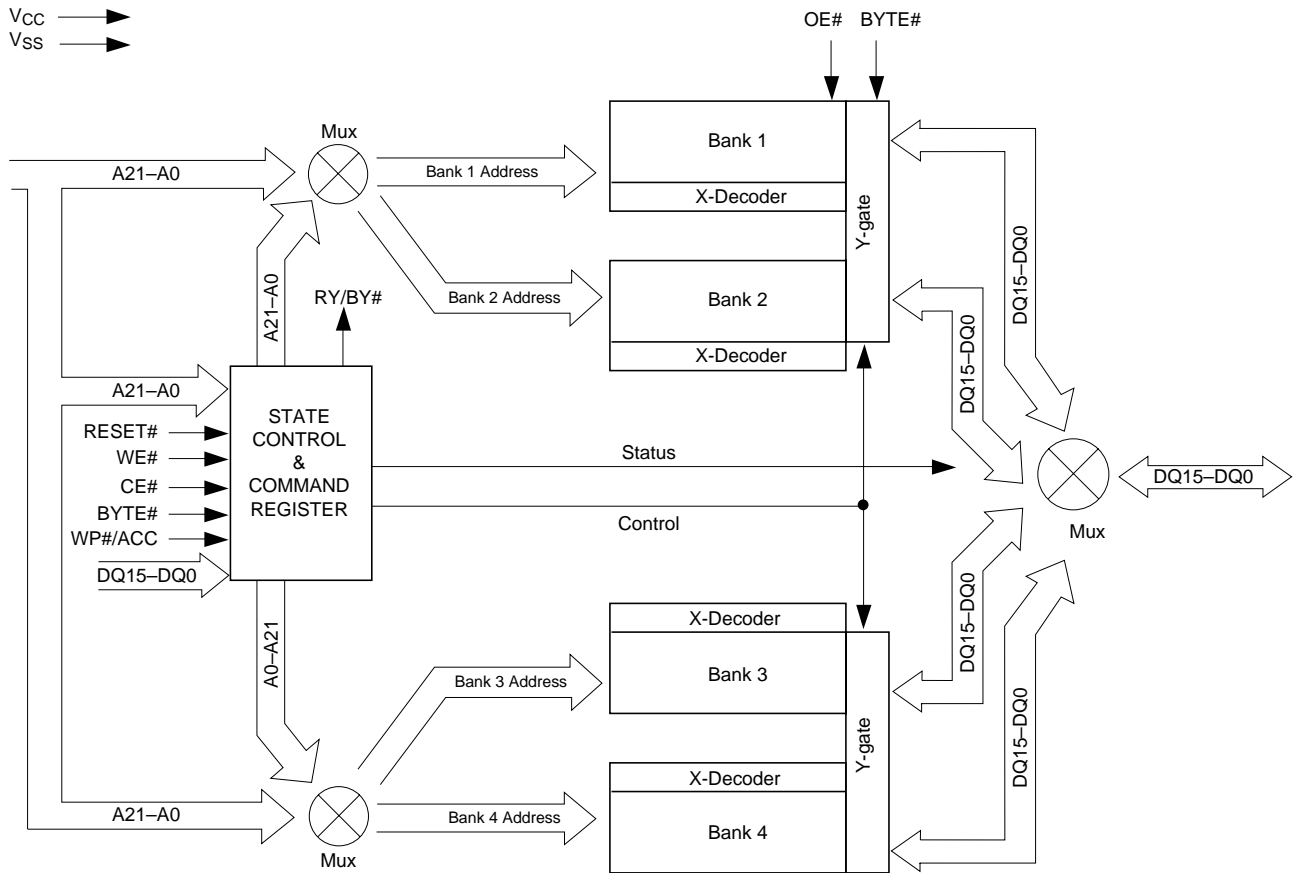 VCC
VSS
OE# BYTE#
Mux
Bank 1
A21–A0
Bank 1 Address
X-Decoder
Y-gate
A21–A0
RY/BY#
Bank 2 Address
Bank 2
X-Decoder
DQ15–DQ0
DQ15–DQ0
A21–A0
RESET#
WE#
CE#
BYTE#
WP#/ACC
DQ15–DQ0
STATE
CONTROL
&
COMMAND
REGISTER
Status
Control
DQ15–DQ0
Mux
A0–A21
X-Decoder
Bank 3 Address
Bank 3
Y-gate
DQ15–DQ0
DQ15–DQ0
X-Decoder
A21–A0
Bank 4 Address
Bank 4
Mux